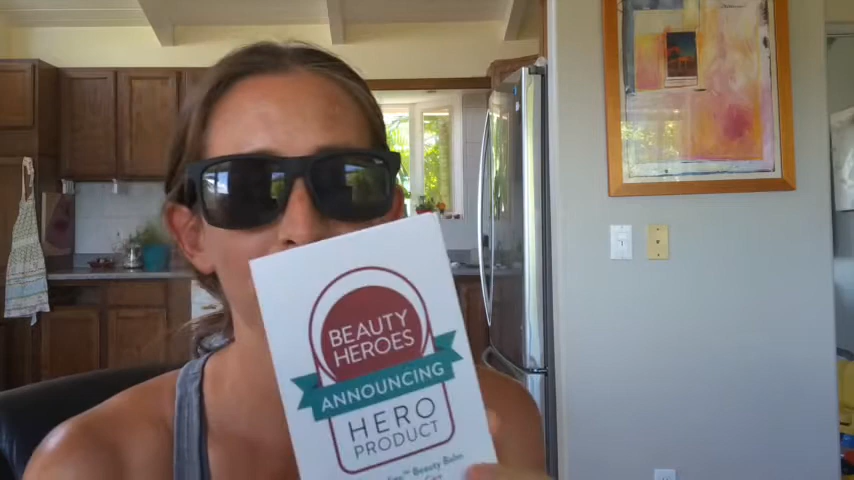 BEAUTY
HEROES
ANNOUNCING
HERO
PRODUCT
Beauty Balm